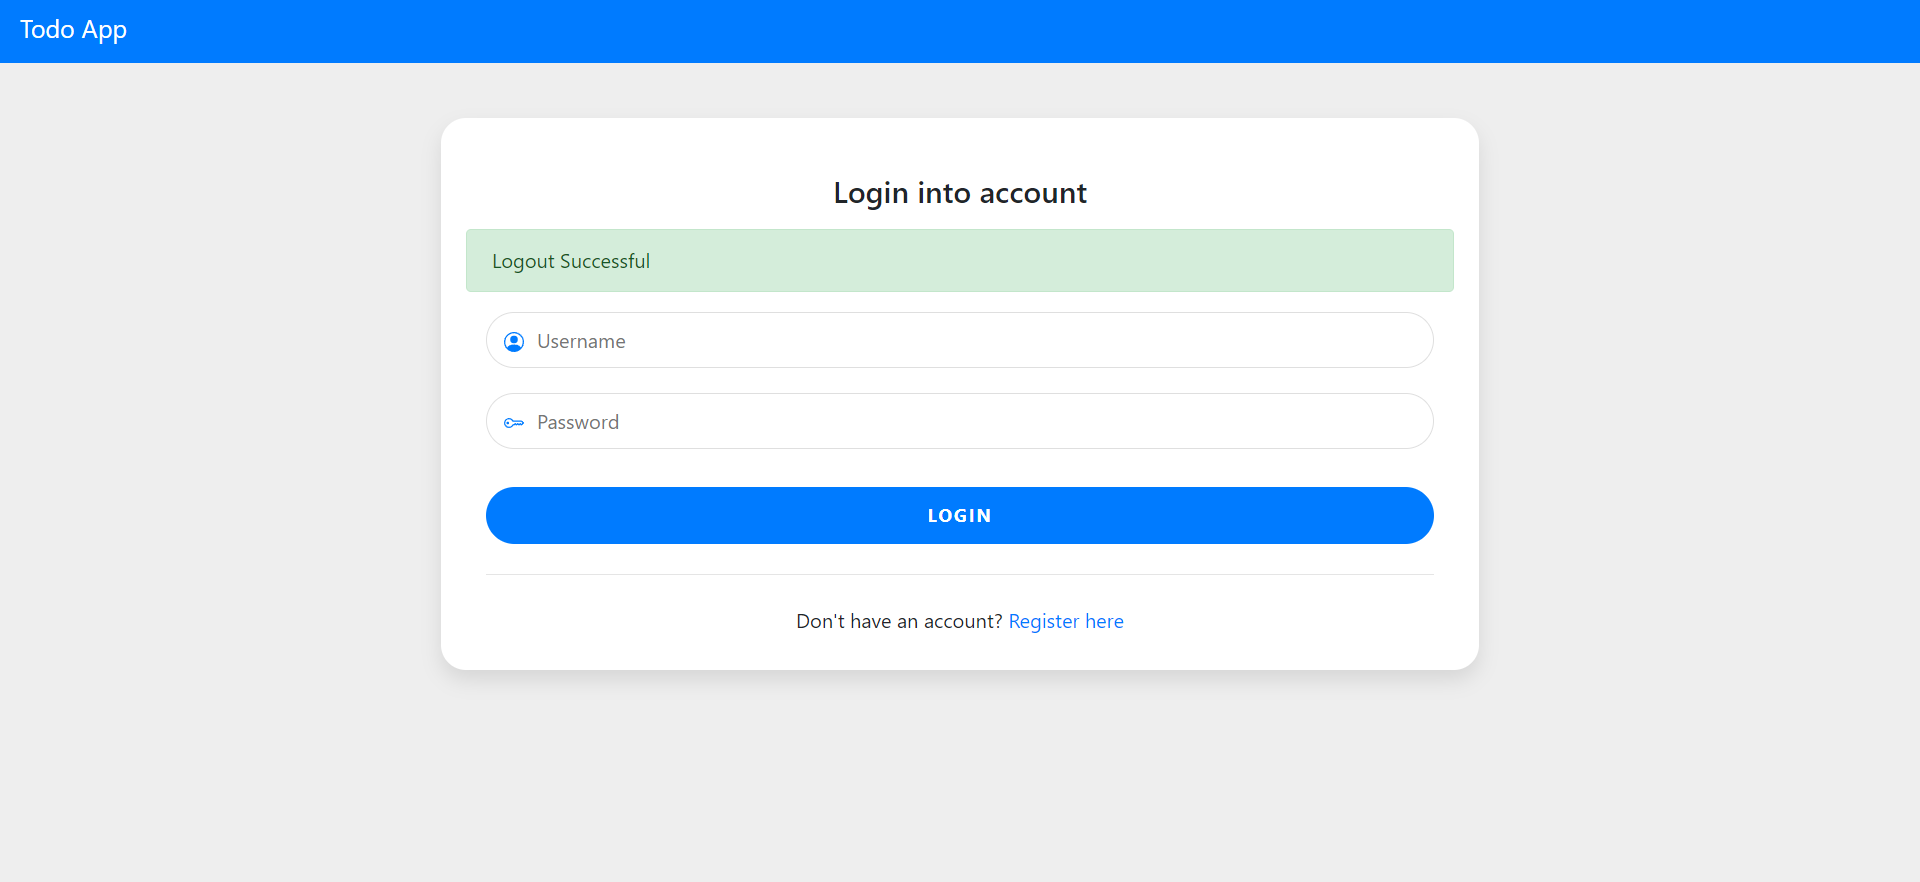 Todo App
Login into account
Logout Successful
Username
Password
LOGIN
Don't have an account? Register here